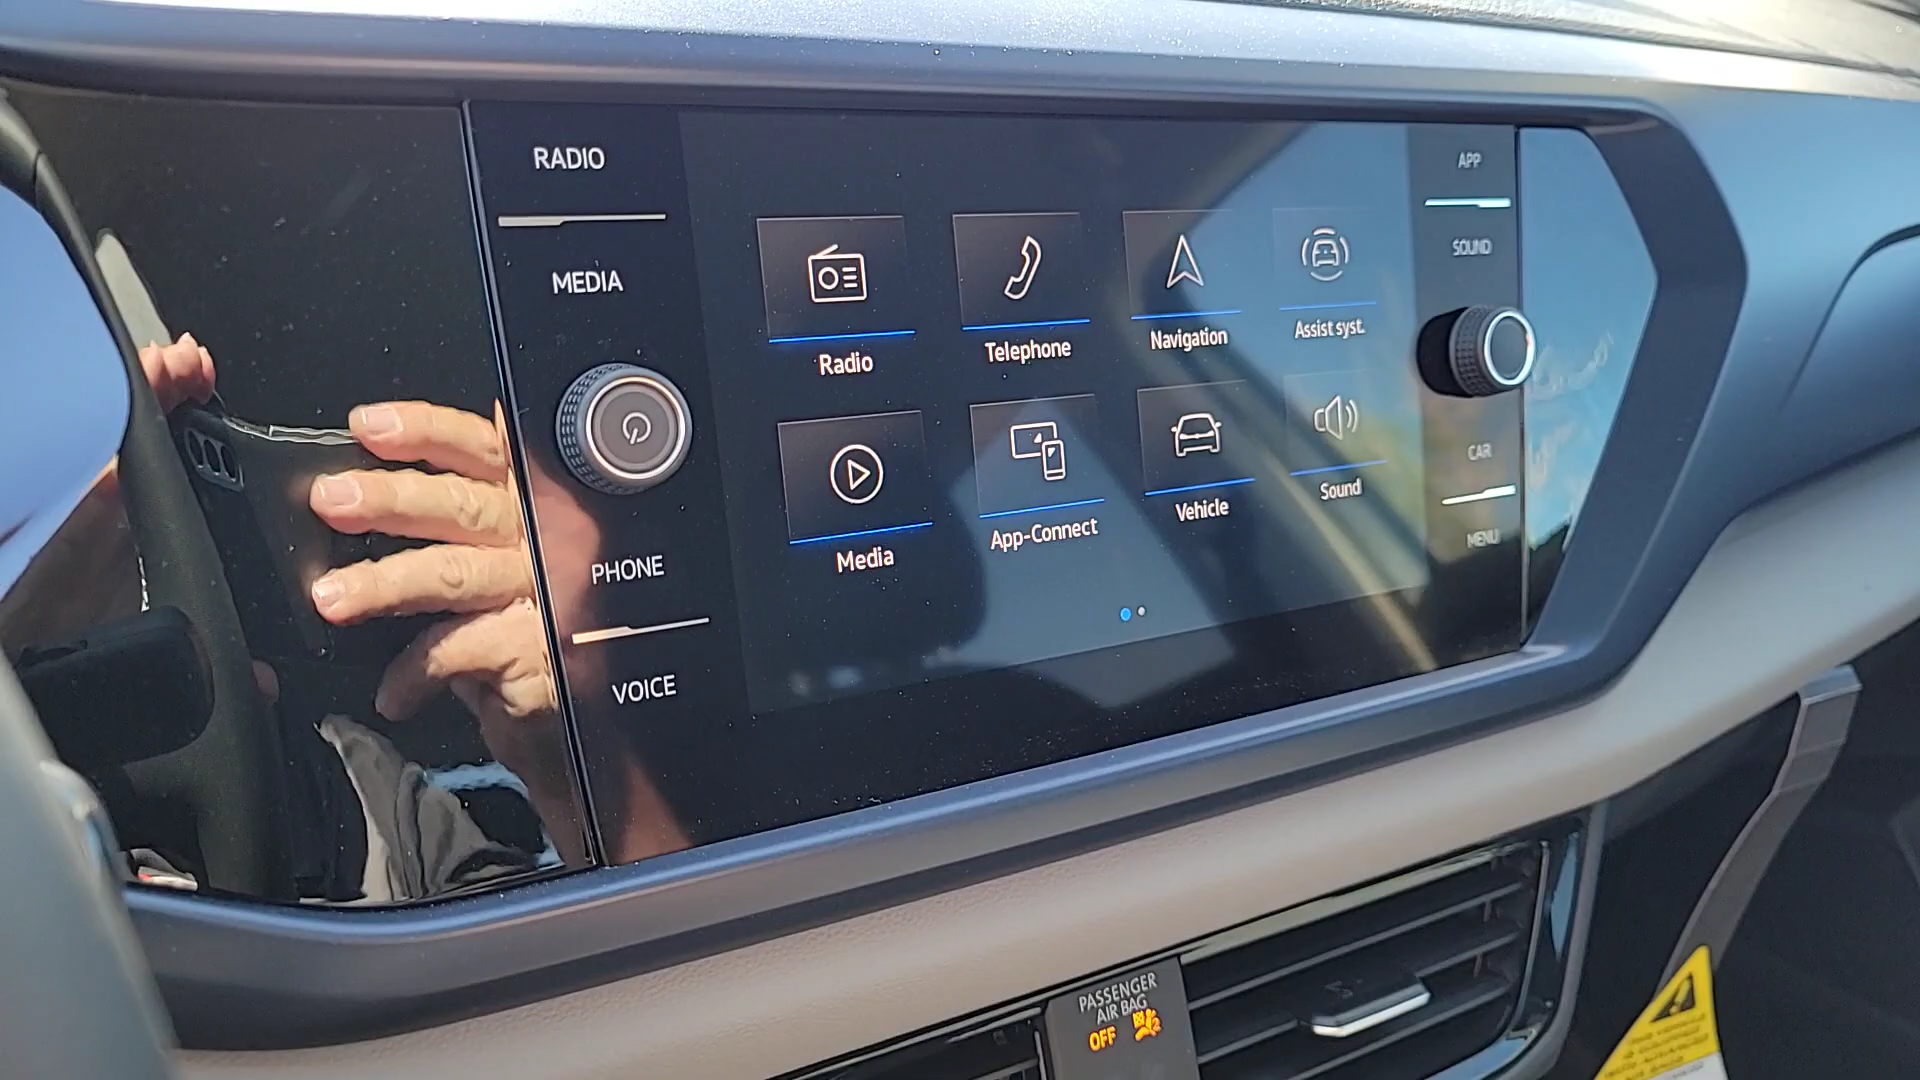 RADIO
MEDIA
PHONE
VOICE
Radio
Telephone
Navigation
Assist syst.
Media
App-Connect
Vehicle
Sound
APP
SOUND
CAR
MENU
PASSENGER
AIR BAG
OFF